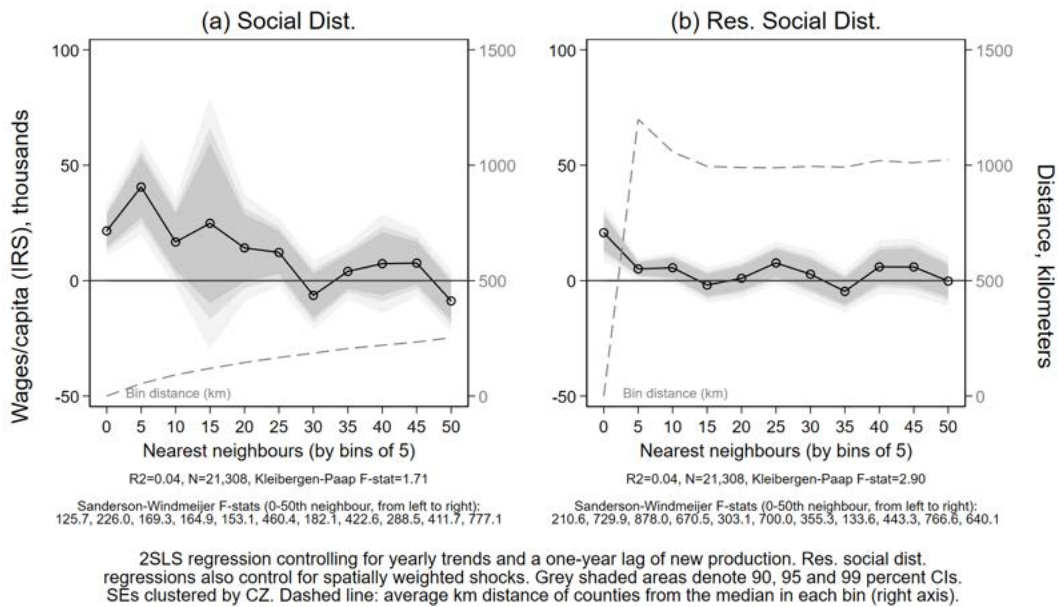 (a) Social Dist.
(b) Res. Social Dist.
Wages/capita (IRS), thousands
100
50
0
-50
1500
1000
500
0
Bin distance (km)
0 5 10 15 20 25 30 35 40 45 50
Nearest neighbours (by bins of 5)
R2=0.04, N=21,308, Kleibergen-Paap F-stat=1.71
Sanderson-Windmeijer F-stats (0-50th neighbour, from left to right):
125.7, 226.0, 169.3, 164.9, 153.1, 460.4, 182.1, 422.6, 288.5, 411.7, 777.1
100
50
0
-50
1500
1000
500
0
Distance, kilometers
Bin distance (km)
0 5 10 15 20 25 30 35 40 45 50
Nearest neighbours (by bins of 5)
R2=0.04, N=21,308, Kleibergen-Paap F-stat=2.90
Sanderson-Windmeijer F-stats (0-50th neighbour, from left to right):
210.6, 729.9, 878.0, 670.5, 303.1, 700.0, 355.3, 133.6, 443.3, 766.6, 640.1
2SLS regression controlling for yearly trends and a one-year lag of new production. Res. social dist.
regressions also control for spatially weighted shocks. Grey shaded areas denote 90, 95 and 99 percent CIs.
SEs clustered by CZ. Dashed line: average km distance of counties from the median in each bin (right axis).